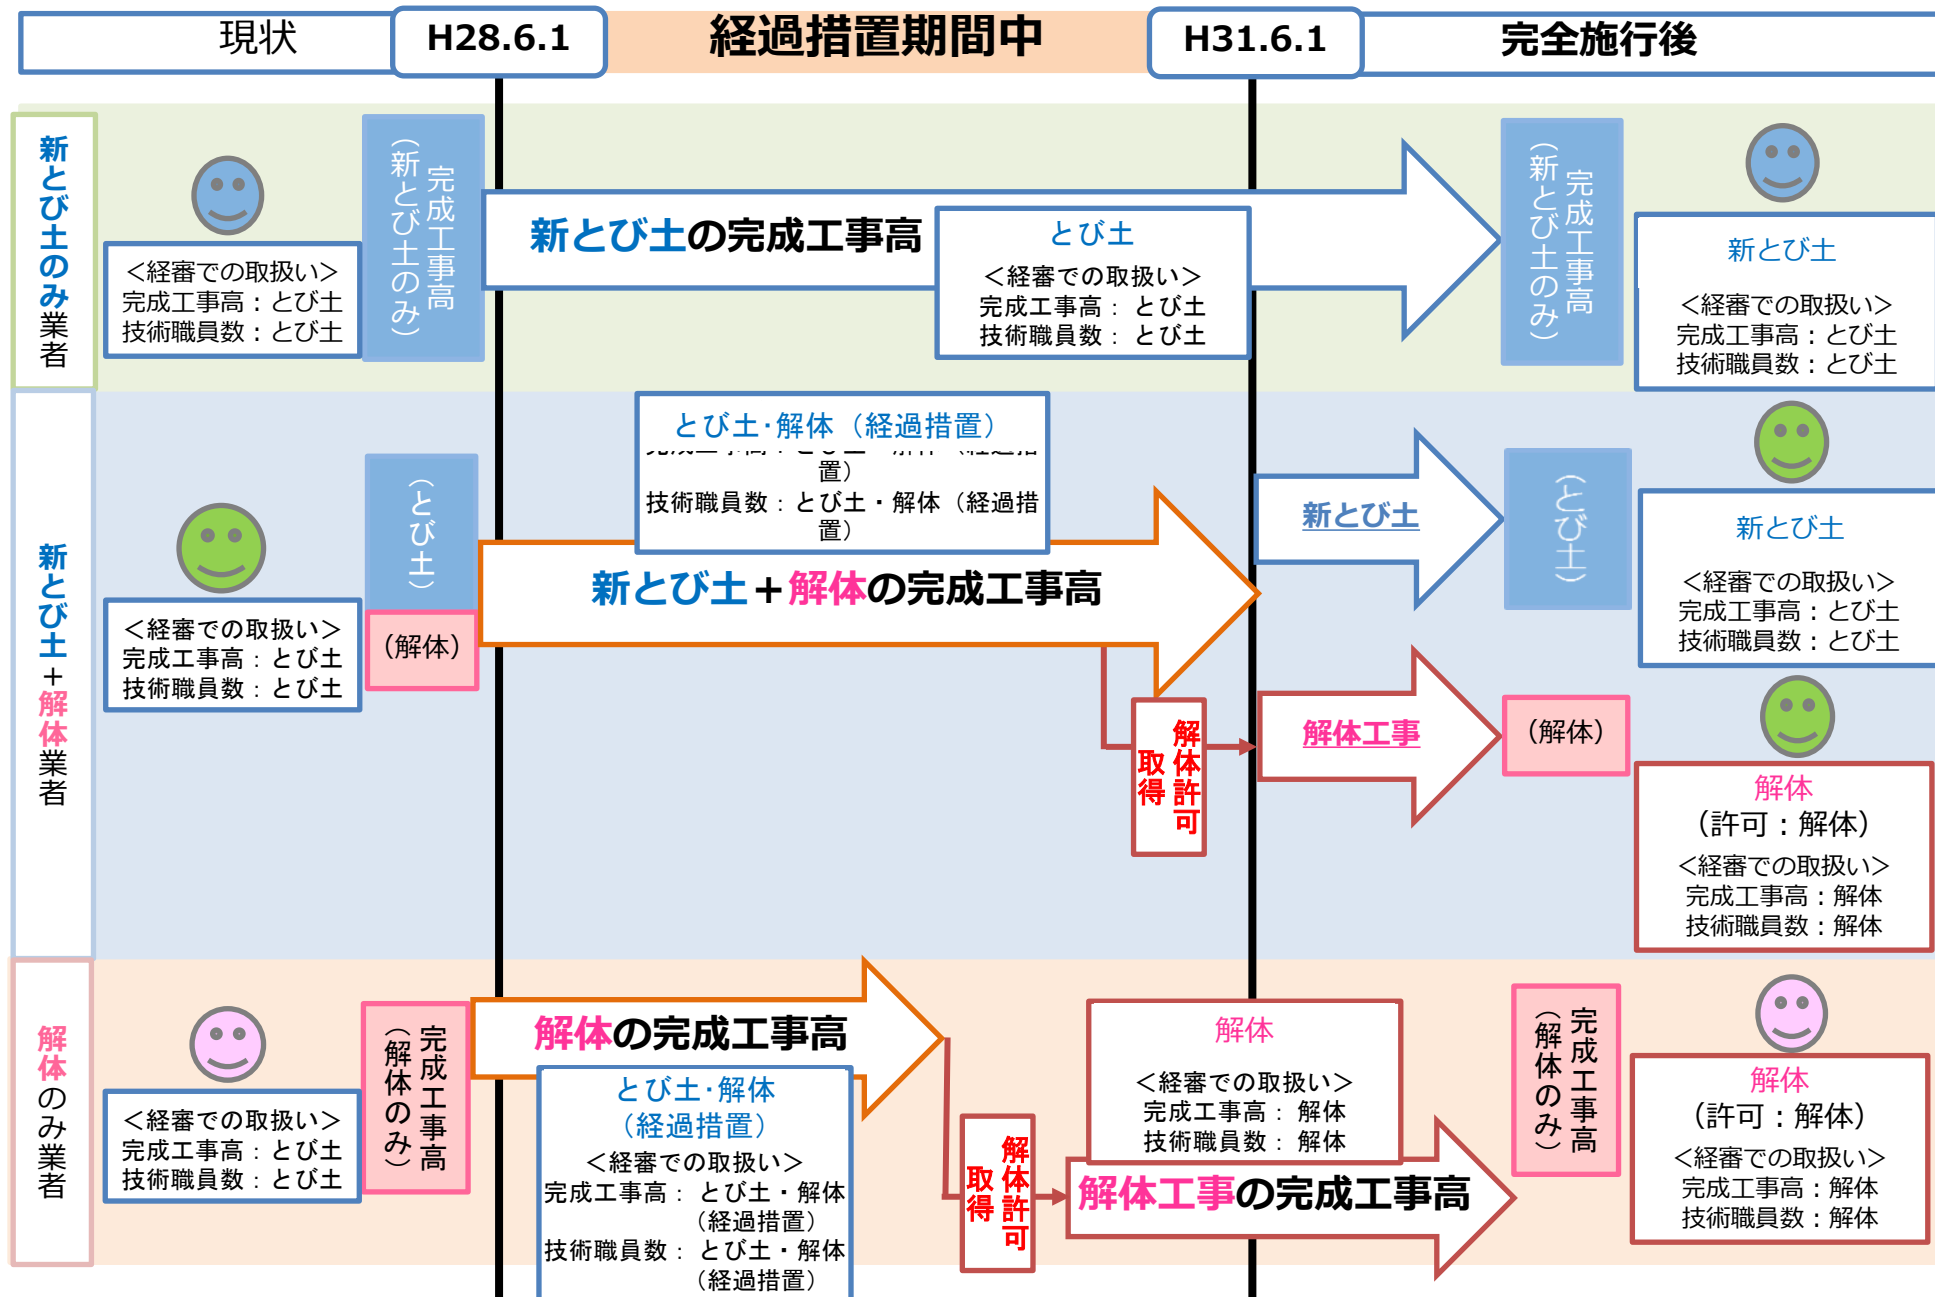 現状
H28.6.1
経過措置期間中
H31.6.1
完全施行後
新とび土のみ業者
＜経審での取扱い＞
完成工事高：とび土
技術職員数：とび土
完成工事高
（新とび土のみ）
新とび土の完成工事高
とび土
＜経審での取扱い＞
完成工事高： とび土
技術職員数： とび土
完成工事高
（新とび土のみ）
新とび土
＜経審での取扱い＞
完成工事高：とび土
技術職員数：とび土
新とび土＋解体業者
＜経審での取扱い＞
完成工事高：とび土
技術職員数：とび土
（とび土）
（解体）
とび土・解体（経過措置）
完成工事高：とび土・解体（経過措
置）
技術職員数：とび土・解体（経過措
置）
新とび土＋解体の完成工事高
解体許可
取得
新とび土
解体工事
（とび土）
（解体）
新とび土
＜経審での取扱い＞
完成工事高：とび土
技術職員数：とび土
解体
（許可：解体）
＜経審での取扱い＞
完成工事高：解体
技術職員数：解体
解体のみ業者
＜経審での取扱い＞
完成工事高：とび土
技術職員数：とび土
完成工事高
（解体のみ）
解体の完成工事高
とび土・解体
（経過措置）
＜経審での取扱い＞
完成工事高： とび土・解体
（経過措置）
技術職員数： とび土・解体
（経過措置）
解体許可
取得
解体
＜経審での取扱い＞
完成工事高： 解体
技術職員数： 解体
解体工事の完成工事高
完成工事高
（解体のみ）
解体
（許可：解体）
＜経審での取扱い＞
完成工事高：解体
技術職員数：解体